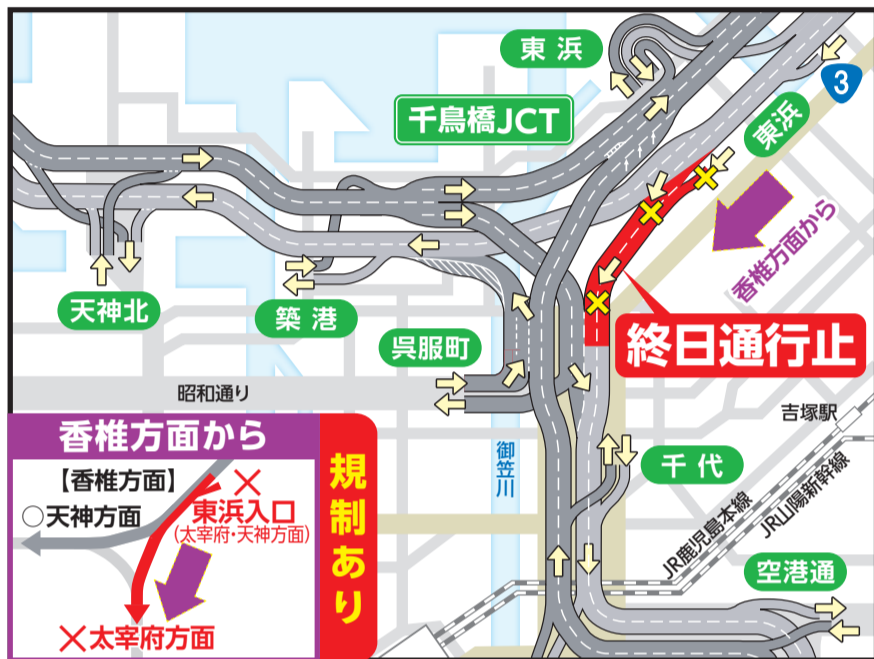 東浜
3
千鳥橋JCT
東浜
香椎方面から
天神北
築港
呉服町
終日通行止
昭和通り
吉塚駅
御笠川
千代
JR鹿児島本線
JR山陽新幹線
空港通
香椎方面から
【香椎方面】
○天神方面
×
東浜入口
(太宰府・天神方面)
×太宰府方面
規制あり